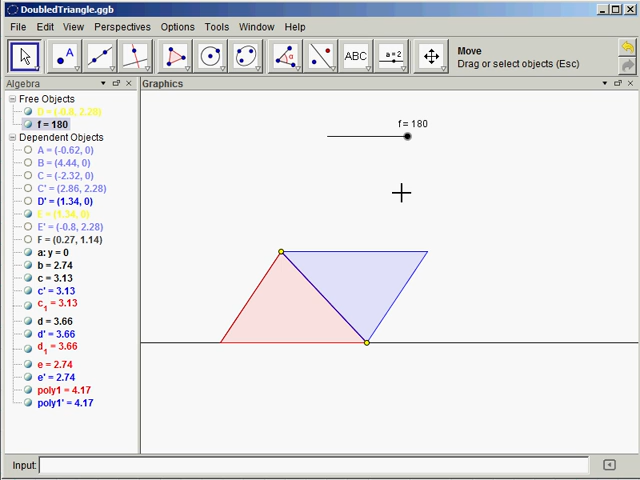 DoubledTriangle.ggb
File Edit View Perspectives Options Tools Window Help
A
α
ABC
a = 2
Move
Drag or select objects (Esc)
Algebra
Graphics
Free Objects
D = (-0.8, 2.28)
f = 180
Dependent Objects
A = (-0.62, 0)
B = (4.44, 0)
C = (-2.32, 0)
C' = (2.86, 2.28)
D' = (1.34, 0)
E = (1.34, 0)
E' = (-0.8, 2.28)
F = (0.27, 1.14)
a: y = 0
b = 2.74
c = 3.13
c' = 3.13
c1 = 3.13
d = 3.66
d' = 3.66
d1 = 3.66
e = 2.74
e' = 2.74
poly1 = 4.17
poly1' = 4.17
f = 180
Input: